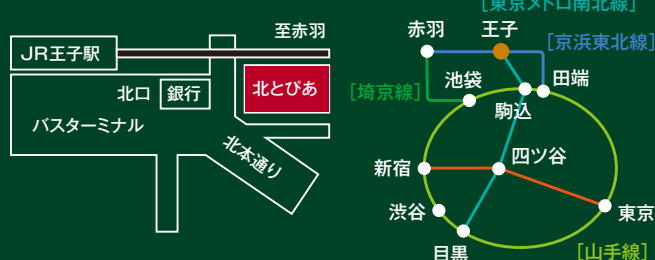 JR王子駅
至赤羽
北とぴあ
北口
銀行
バスターミナル
北本通り
[東京メトロ南北線]
赤羽
王子
[京浜東北線]
[埼京線]
池袋
田端
駒込
新宿
四ツ谷
渋谷
東京
目黒
[山手線]